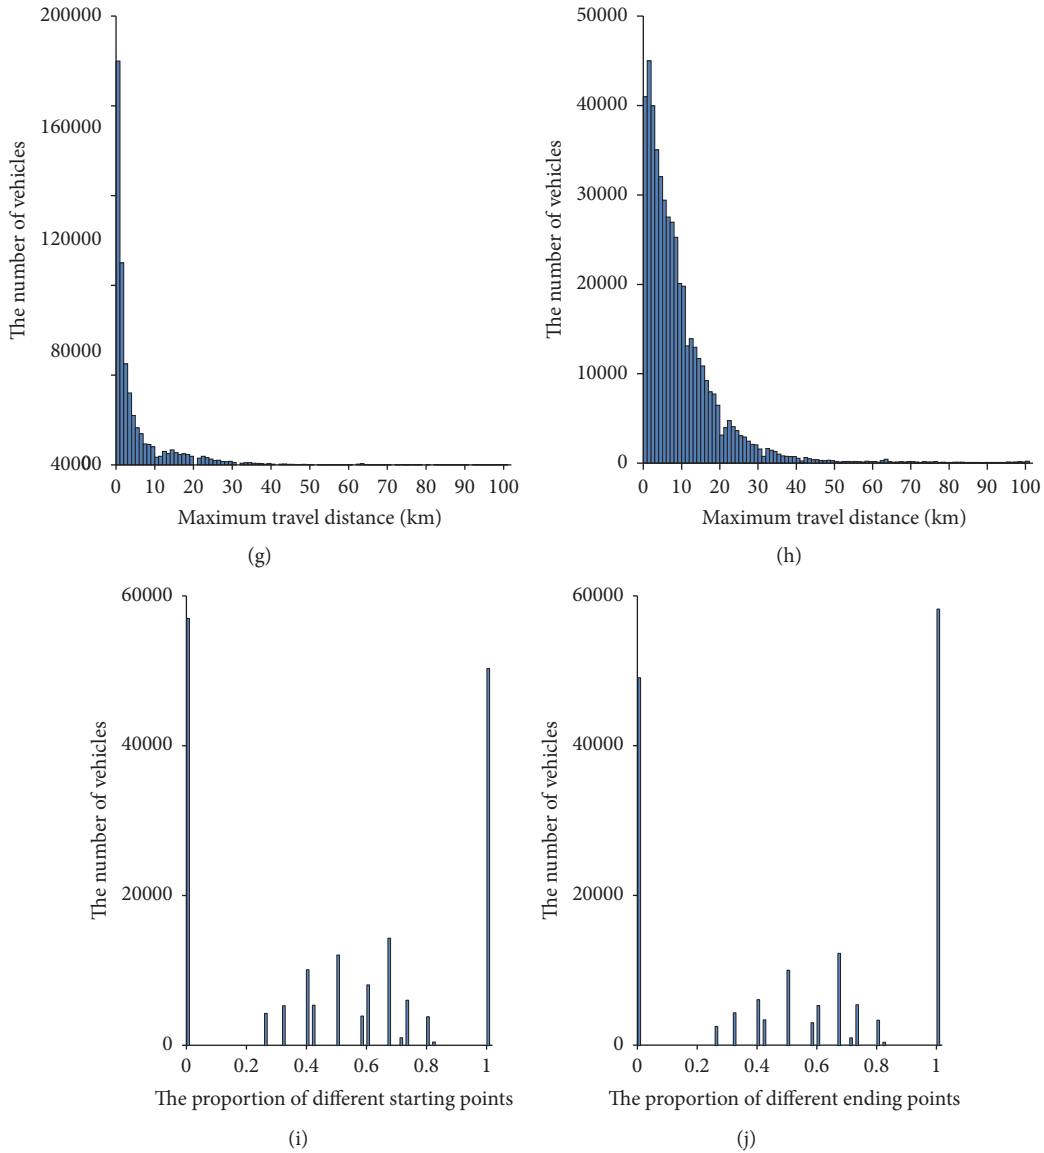 200000
160000
120000
80000
40000
0
The number of vehicles
0 10 20 30 40 50 60 70 80 90 100
Maximum travel distance (km)
(g)
50000
40000
30000
20000
10000
0
The number of vehicles
0 10 20 30 40 50 60 70 80 90 100
Maximum travel distance (km)
(h)
60000
40000
20000
0
The number of vehicles
0 0.2 0.4 0.6 0.8 1
The proportion of different starting points
(i)
60000
40000
20000
0
The number of vehicles
0 0.2 0.4 0.6 0.8 1
The proportion of different ending points
(j)